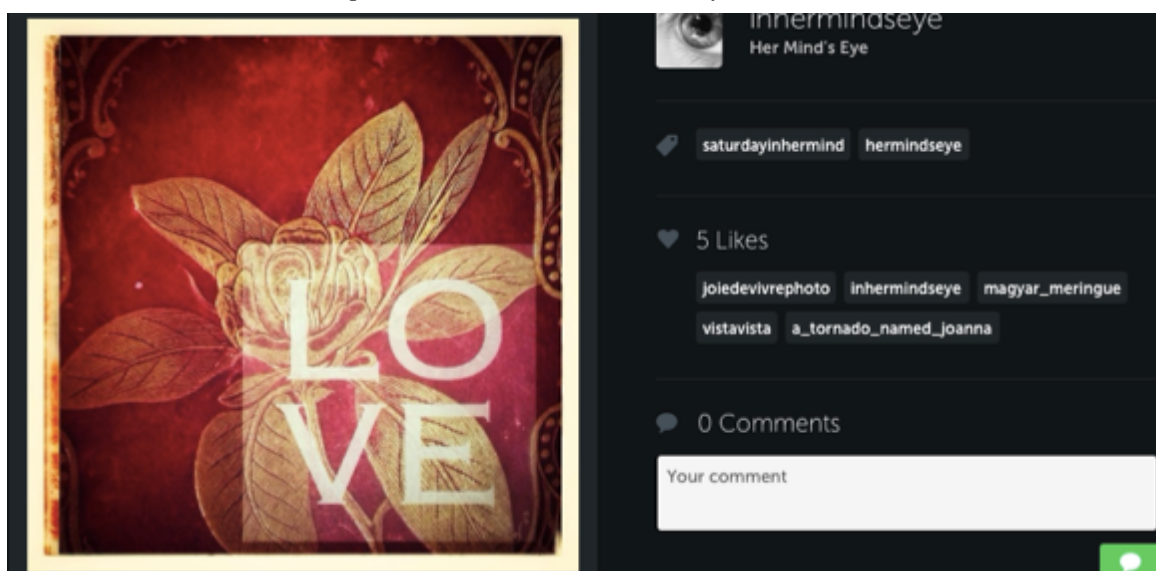 LO
VE
inhermindseye
Her Mind's Eye
saturdayinhermind hermindseye
5 Likes
joiedevivrephoto inhermindseye magyar_meringue
vistavista a_tornado_named_joanna
0 Comments
Your comment